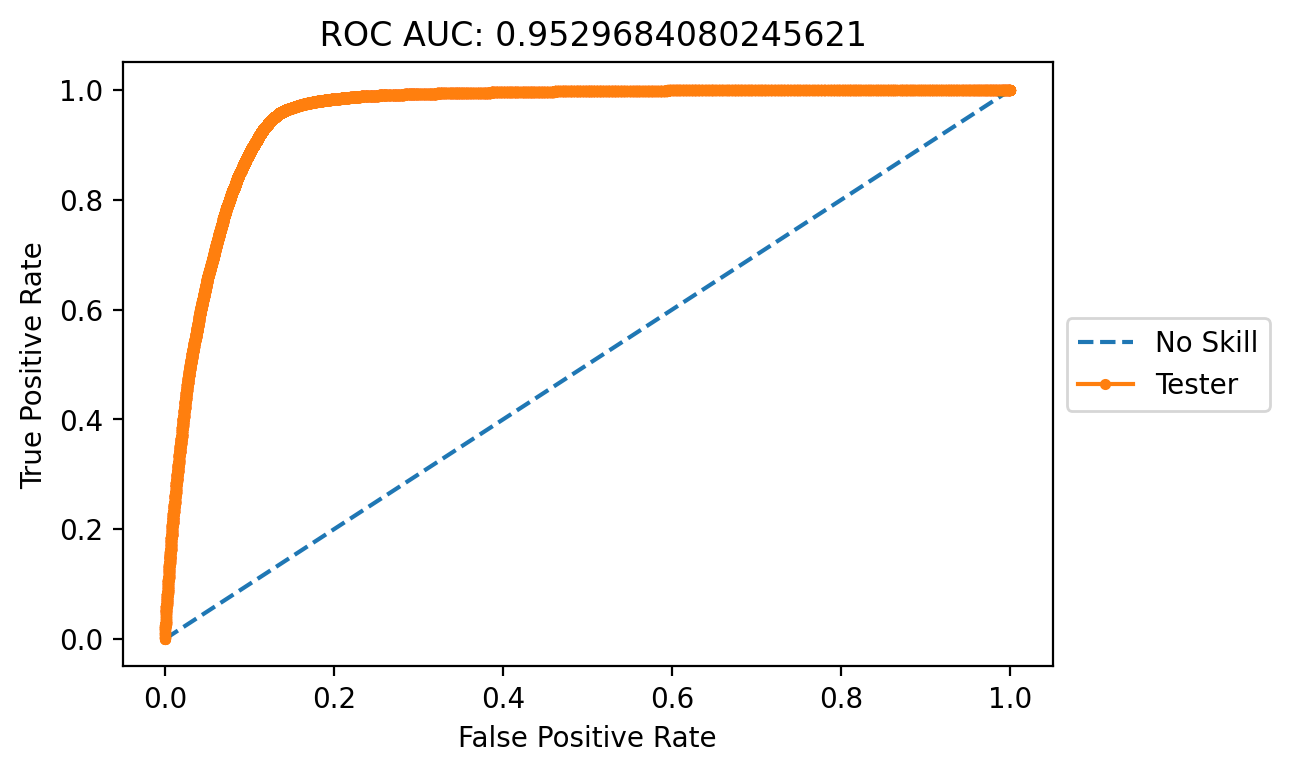 ROC AUC: 0.9529684080245621
True Positive Rate
1.0
0.8
0.6
0.4
0.2
0.0
0.0 0.2 0.4 0.6 0.8 1.0
False Positive Rate
No Skill
Tester